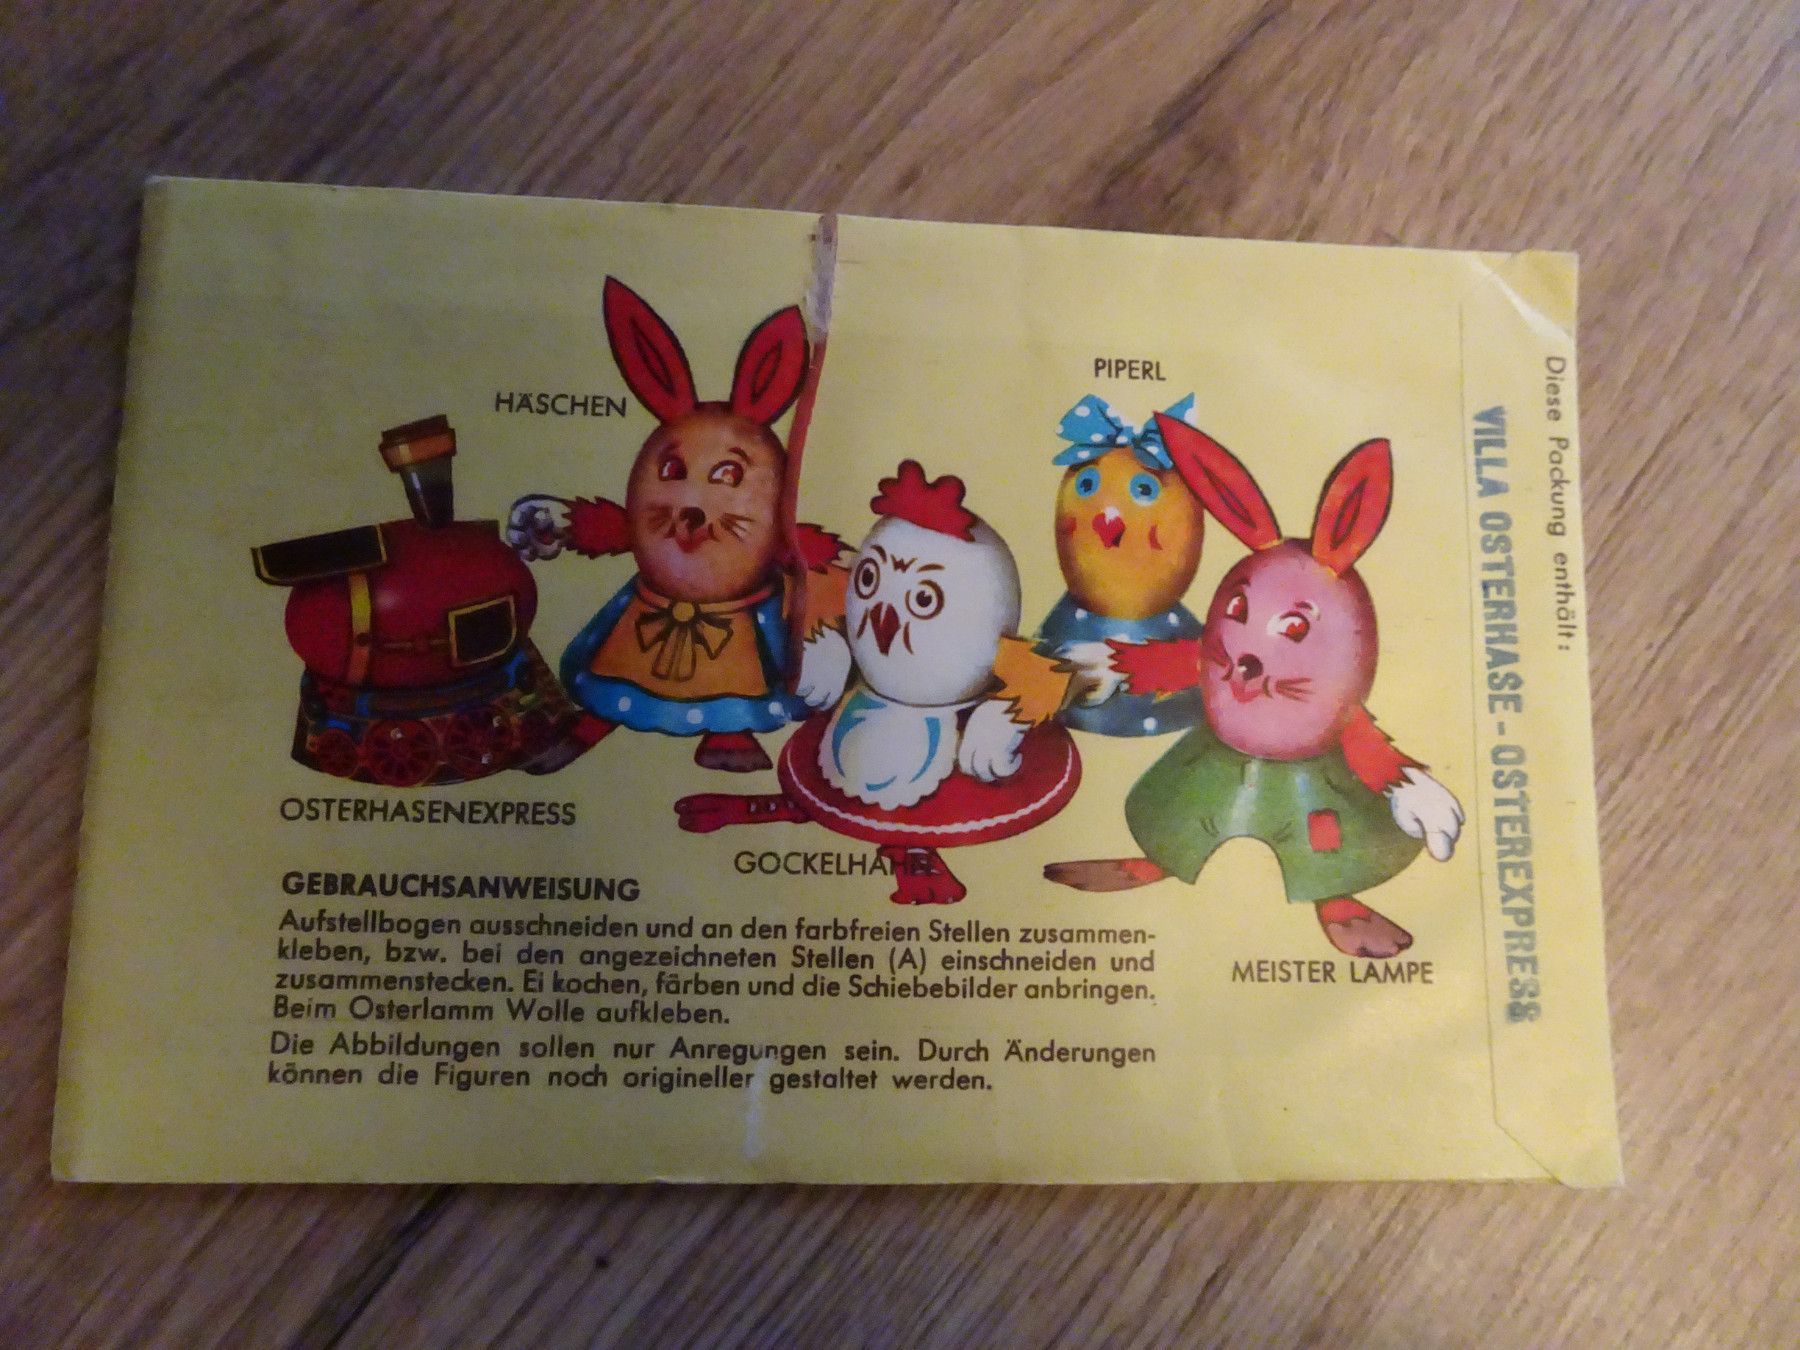 HÄSCHEN
PIPERL
OSTERHASENEXPRESS
GOCKELHAHN
MEISTER LAMPE
GEBRAUCHSANWEISUNG
Aufstellbogen ausschneiden und an den farbfreien Stellen zusammen-
kleben, bzw. bei den angezeichneten Stellen (A) einschneiden und
zusammenstecken. Ei kochen, färben und die Schiebebilder anbringen.
Beim Osterlamm Wolle aufkleben.
Die Abbildungen sollen nur Anregungen sein. Durch Änderungen
können die Figuren noch origineller gestaltet werden.
Diese Packung enthält:
VILLA OSTERHASE - OSTEREXPRESS